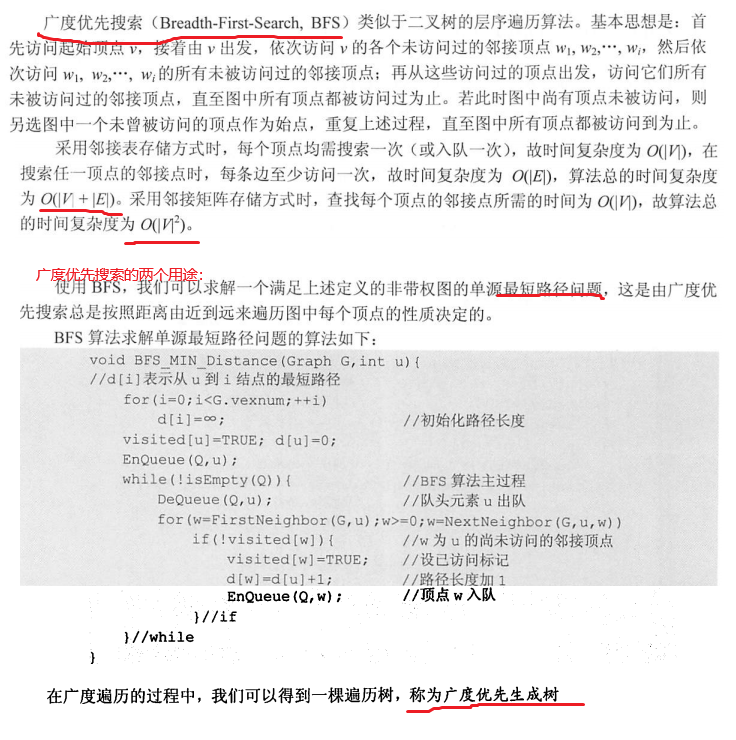 广度优先搜索（Breadth-First-Search, BFS）类似于二叉树的层序遍历算法。基本思想是：首
先访问起始顶点 v，接着由 v 出发，依次访问 v 的各个未访问过的邻接顶点 w₁, w₂,⋯, wᵢ，然后依
次访问 w₁, w₂,⋯, wᵢ 的所有未被访问过的邻接顶点；再从这些访问过的顶点出发，访问它们所有
未被访问过的邻接顶点，直至图中所有顶点都被访问过为止。若此时图中尚有顶点未被访问，则
另选图中一个未曾被访问的顶点作为始点，重复上述过程，直至图中所有顶点都被访问到为止。
采用邻接表存储方式时，每个顶点均需搜索一次（或入队一次），故时间复杂度为 O(|V|)，在
搜索任一顶点的邻接点时，每条边至少访问一次，故时间复杂度为 O(|E|)，算法总的时间复杂度
为 O(|V| + |E|)。采用邻接矩阵存储方式时，查找每个顶点的邻接点所需的时间为 O(|V|)，故算法总
的时间复杂度为 O(|V|²)。
广度优先搜索的两个用途:
使用 BFS，我们可以求解一个满足上述定义的非带权图的单源最短路径问题，这是由广度优
先搜索总是按照距离由近到远来遍历图中每个顶点的性质决定的。
BFS 算法求解单源最短路径问题的算法如下：
void BFS_MIN_Distance(Graph G,int u){
//d[i]表示从 u 到 i 结点的最短路径
for(i=0;i<G.vexnum;++i)
d[i]=∞; //初始化路径长度
visited[u]=TRUE; d[u]=0;
EnQueue(Q,u);
while(!isEmpty(Q)){ //BFS 算法主过程
DeQueue(Q,u); //队头元素 u 出队
for(w=FirstNeighbor(G,u);w>=0;w=NextNeighbor(G,u,w))
if(!visited[w]){ //w 为 u 的尚未访问的邻接顶点
visited[w]=TRUE; //设已访问标记
d[w]=d[u]+1; //路径长度加 1
EnQueue(Q,w); //顶点 w 入队
}//if
}//while
}
在广度遍历的过程中，我们可以得到一棵遍历树，称为广度优先生成树